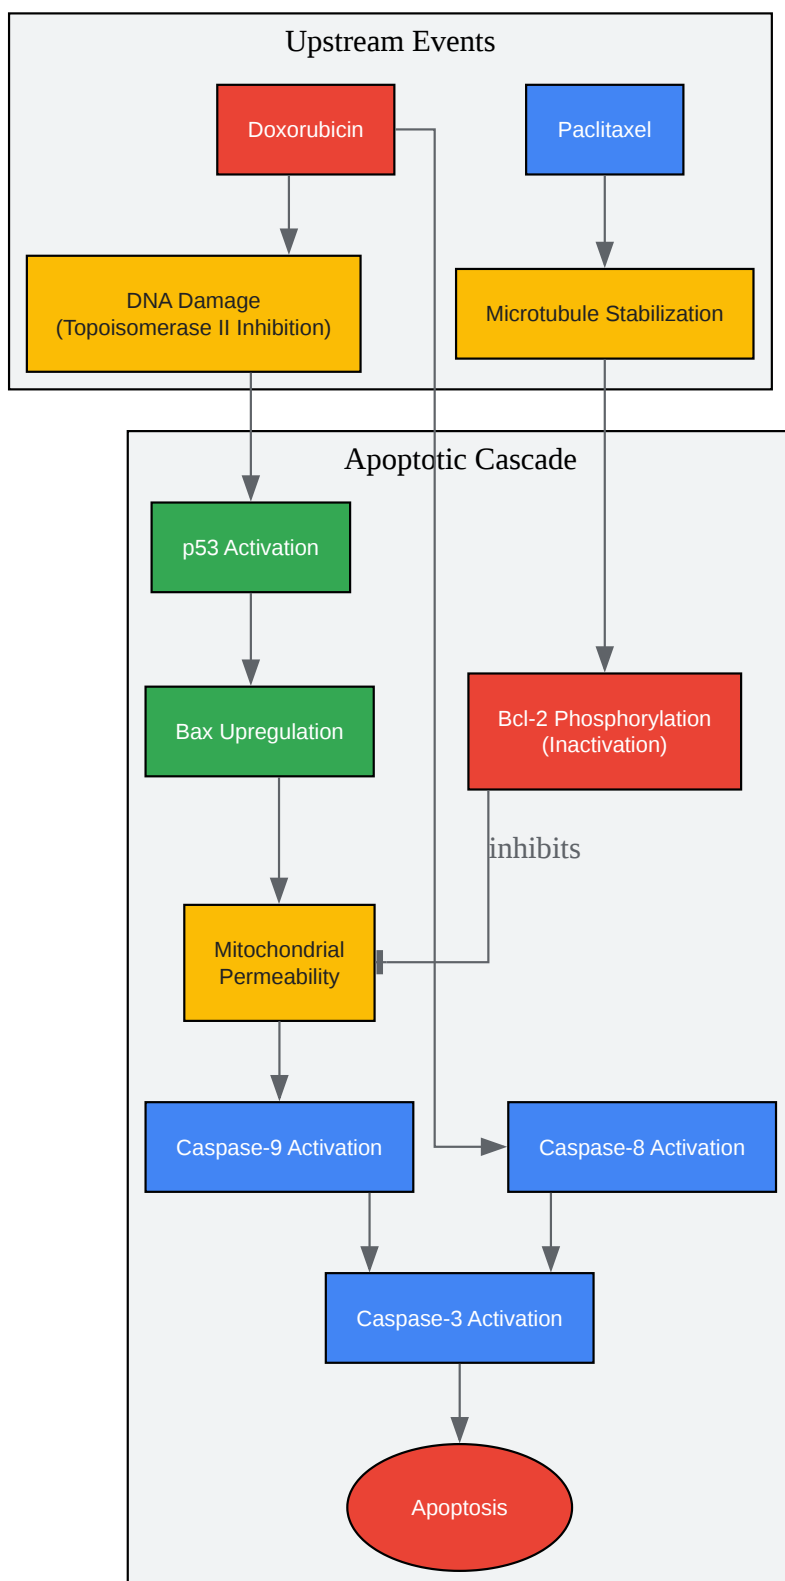 Upstream Events
Doxorubicin
Paclitaxel
DNA Damage
(Topoisomerase II Inhibition)
Microtubule Stabilization
Apoptotic Cascade
p53 Activation
Bax Upregulation
Bcl-2 Phosphorylation
(Inactivation)
inhibits
Mitochondrial
Permeability
Caspase-9 Activation
Caspase-8 Activation
Caspase-3 Activation
Apoptosis